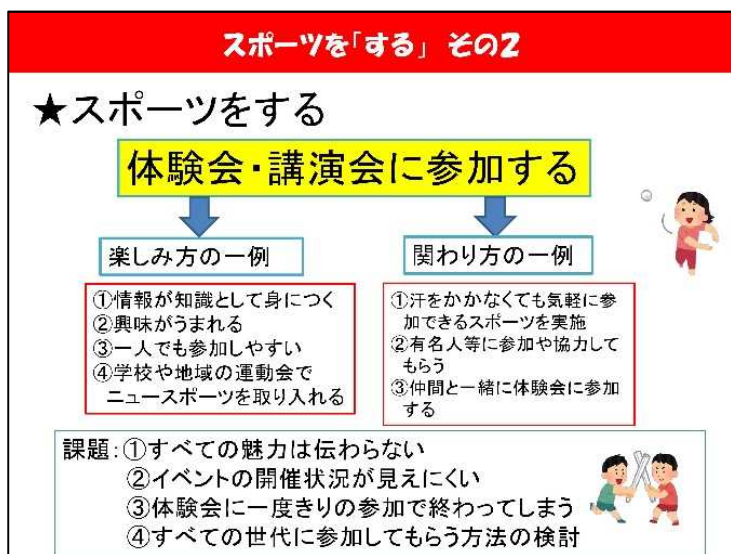 スポーツを「する」 その2
★スポーツをする
体験会・講演会に参加する
楽しみ方の一例
①情報が知識として身につく
②興味がうまれる
③一人でも参加しやすい
④学校や地域の運動会で
ニュースポーツを取り入れる
関わり方の一例
①汗をかかなくても気軽に参
加できるスポーツを実施
②有名人等に参加や協力して
もらう
③仲間と一緒に体験会に参加
する
課題:①すべての魅力は伝わらない
②イベントの開催状況が見えにくい
③体験会に一度きりの参加で終わってしまう
④すべての世代に参加してもらう方法の検討